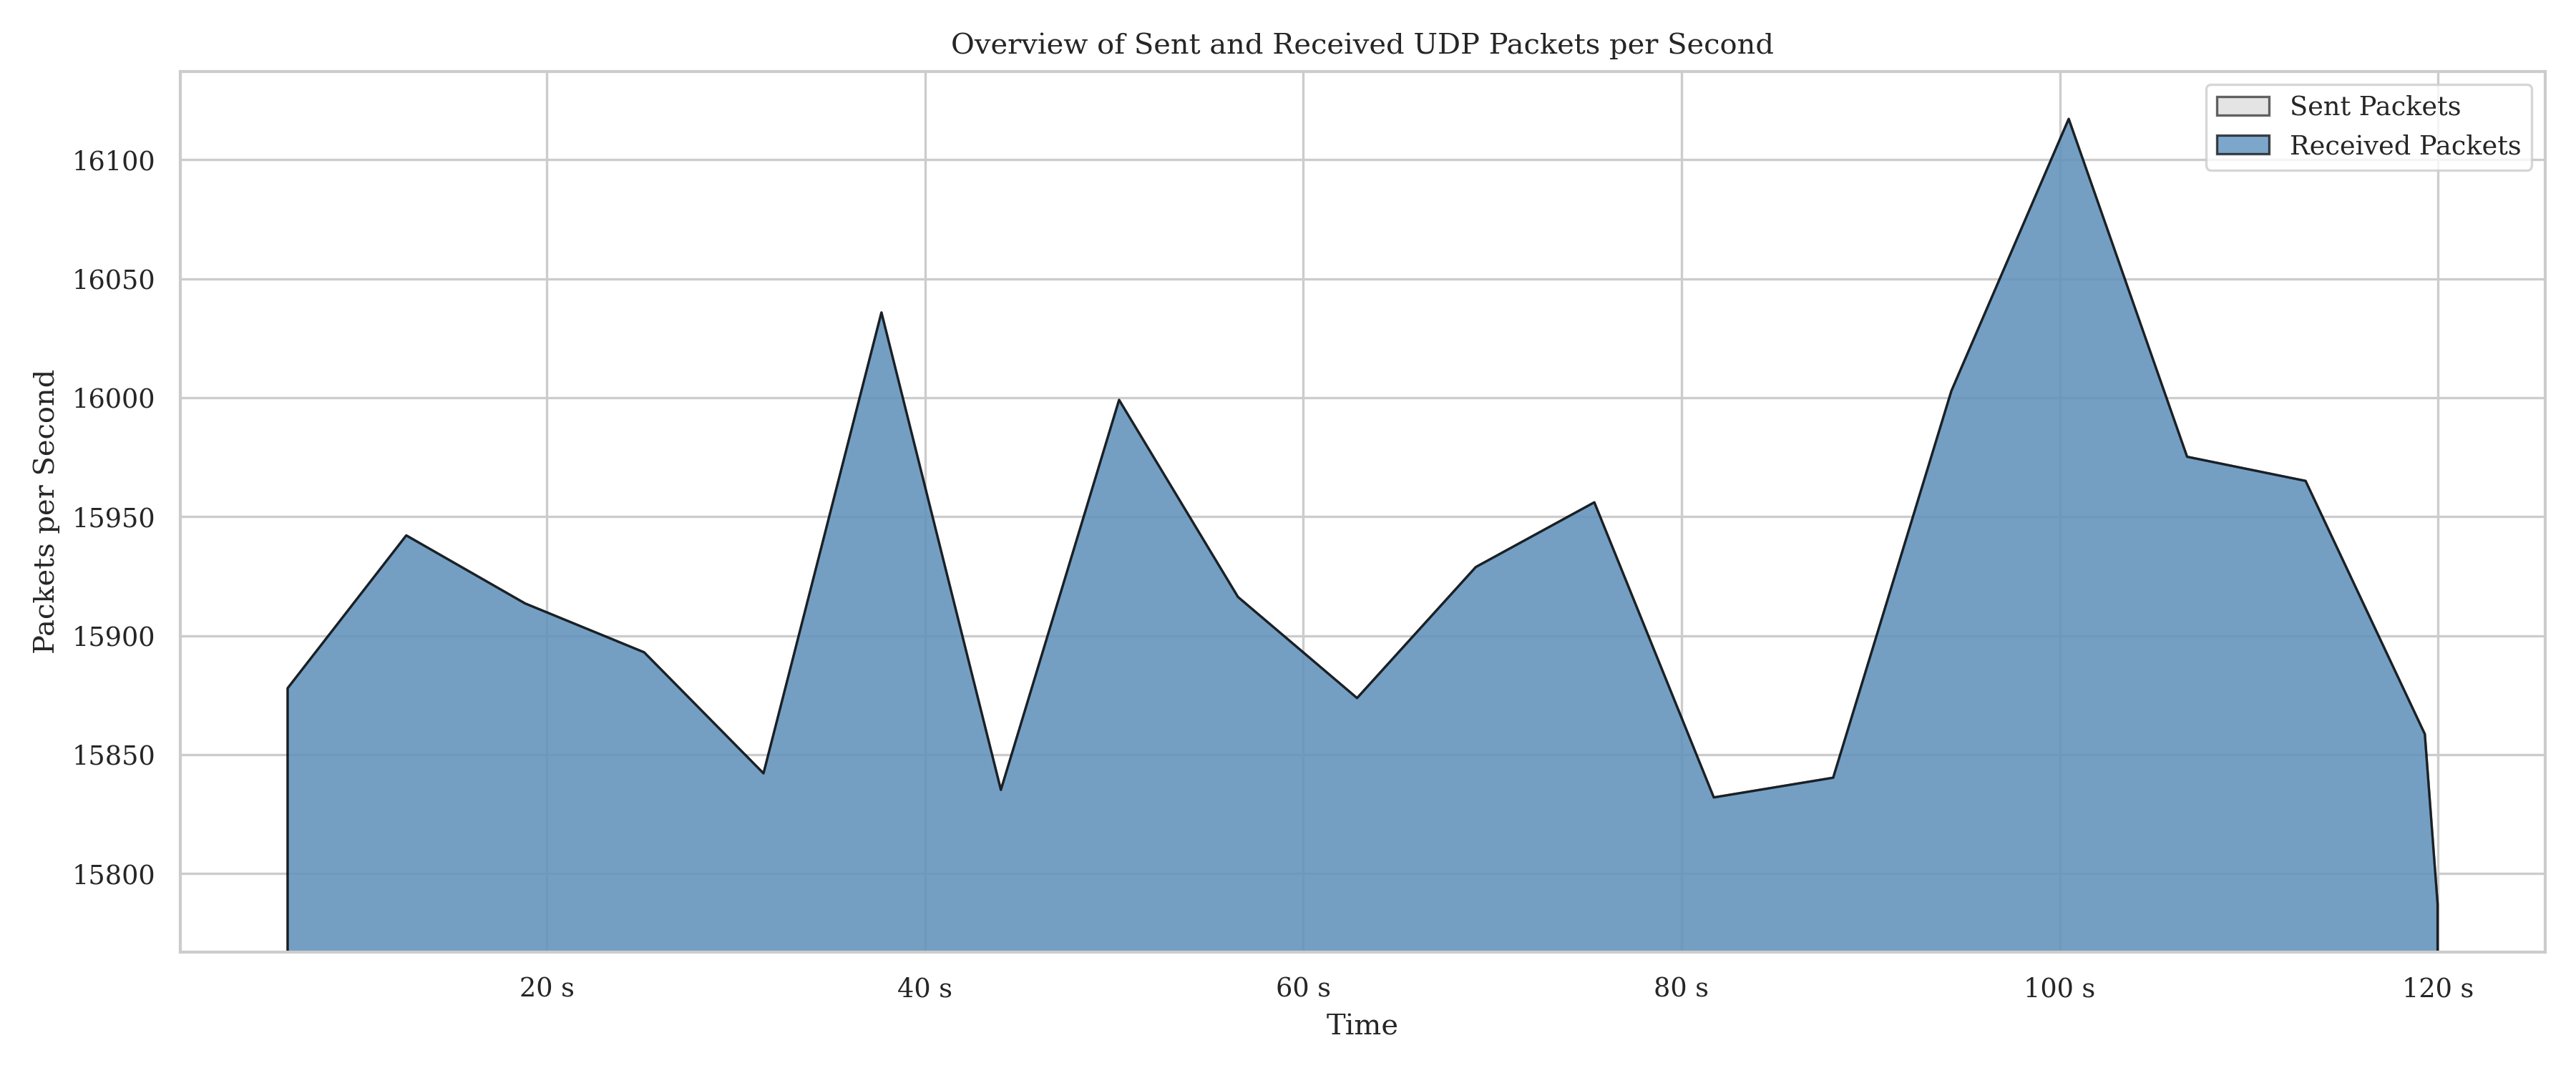 Overview of Sent and Received UDP Packets per Second
Sent Packets
Received Packets
16100
16050
16000
15950
15900
15850
15800
Packets per Second
20 s
40 s
60 s
80 s
100 s
120 s
Time